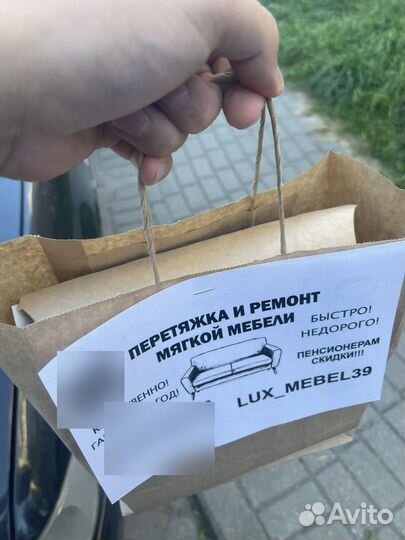 ПЕРЕТЯЖКА И РЕМОНТ
МЯГКОЙ МЕБЕЛИ
БЫСТРО!
НЕДОРОГО!
ПЕНСИОНЕРАМ
СКИДКИ!!!
LUX_MEBEL39
Avito